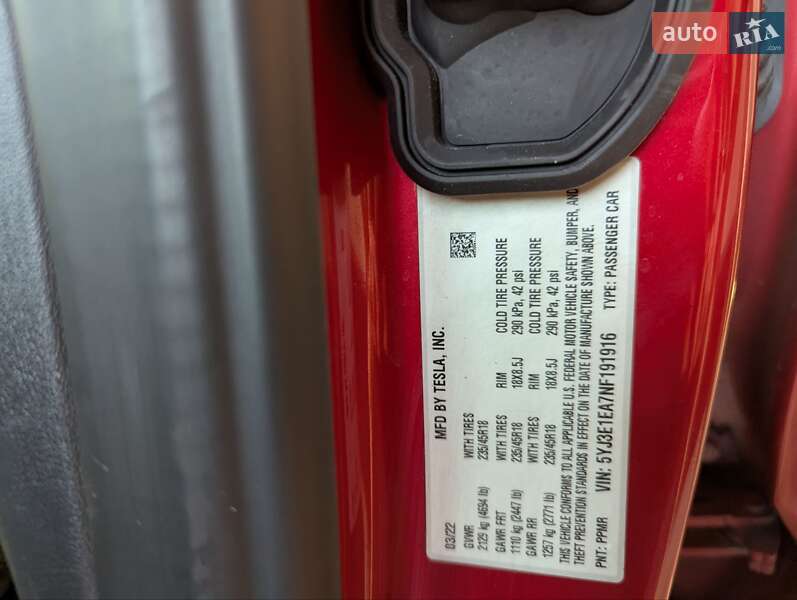 auto RIA
.com
MFD BY TESLA, INC.
03/22
GVWR WITH TIRES RIM COLD TIRE PRESSURE
2129 kg (4694 lb) 235/45R18 18X8.5J 290 kPa, 42 psi
GAWR FRT WITH TIRES RIM COLD TIRE PRESSURE
1110 kg (2447 lb) 235/45R18 18X8.5J 290 kPa, 42 psi
GAWR RR
1257 kg (2771 lb) 235/45R18
THIS VEHICLE CONFORMS TO ALL APPLICABLE U.S. FEDERAL MOTOR VEHICLE SAFETY, BUMPER, AND
THEFT PREVENTION STANDARDS IN EFFECT ON THE DATE OF MANUFACTURE SHOWN ABOVE.
PNT: PPMR VIN: 5YJ3E1EA7NF191916 TYPE: PASSENGER CAR